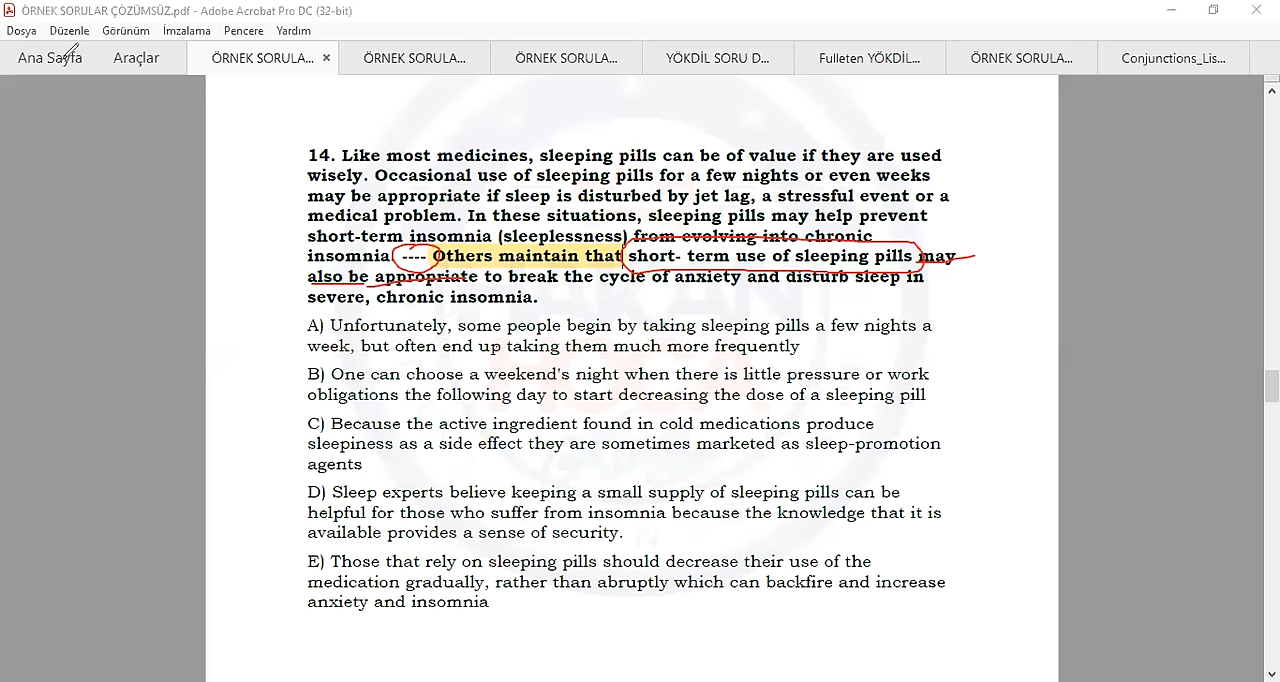 ÖRNEK SORULAR ÇÖZÜMSÜZ.pdf - Adobe Acrobat Pro DC (32-bit)
Dosya Düzenle Görünüm İmzalama Pencere Yardım
Ana Sayfa Araçlar ÖRNEK SORULA... × ÖRNEK SORULA... ÖRNEK SORULA... YÖKDİL SORU D... Fulleten YÖKDİL... ÖRNEK SORULA... Conjunctions_Lis...
14. Like most medicines, sleeping pills can be of value if they are used
wisely. Occasional use of sleeping pills for a few nights or even weeks
may be appropriate if sleep is disturbed by jet lag, a stressful event or a
medical problem. In these situations, sleeping pills may help prevent
short-term insomnia (sleeplessness) from evolving into chronic
insomnia ---- Others maintain that short- term use of sleeping pills may
also be appropriate to break the cycle of anxiety and disturb sleep in
severe, chronic insomnia.
A) Unfortunately, some people begin by taking sleeping pills a few nights a
week, but often end up taking them much more frequently
B) One can choose a weekend's night when there is little pressure or work
obligations the following day to start decreasing the dose of a sleeping pill
C) Because the active ingredient found in cold medications produce
sleepiness as a side effect they are sometimes marketed as sleep-promotion
agents
D) Sleep experts believe keeping a small supply of sleeping pills can be
helpful for those who suffer from insomnia because the knowledge that it is
available provides a sense of security.
E) Those that rely on sleeping pills should decrease their use of the
medication gradually, rather than abruptly which can backfire and increase
anxiety and insomnia